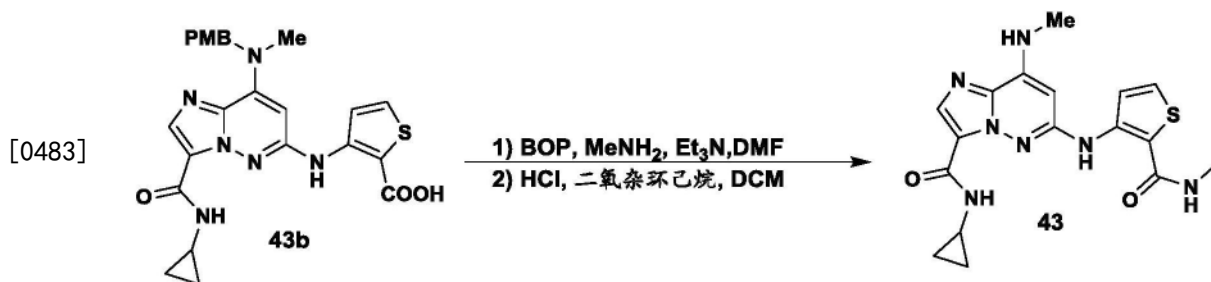 [0483]
PMB
N
Me
N
N
N
N
H
S
COOH
O
NH
43b
1) BOP, MeNH₂, Et₃N,DMF
2) HCl, 二氧杂环己烷, DCM
HN
Me
N
N
N
N
H
S
O
N
H
O
NH
43